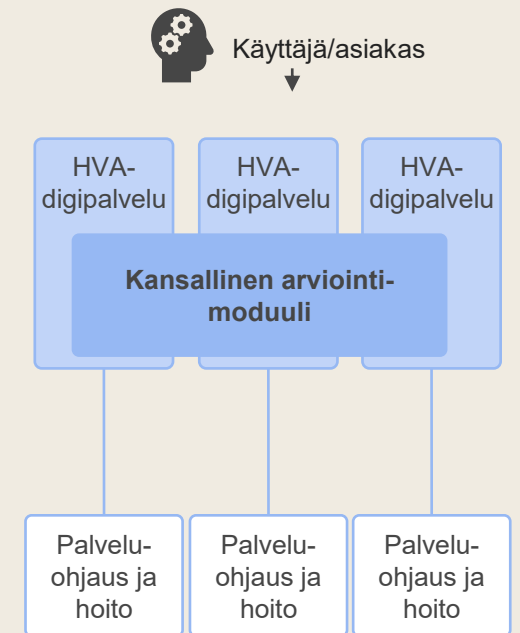 Käyttäjä/asiakas
HVA-
digipalvelu
HVA-
digipalvelu
HVA-
digipalvelu
Kansallinen arviointi-
moduuli
Palvelu-
ohjaus ja
hoito
Palvelu-
ohjaus ja
hoito
Palvelu-
ohjaus ja
hoito